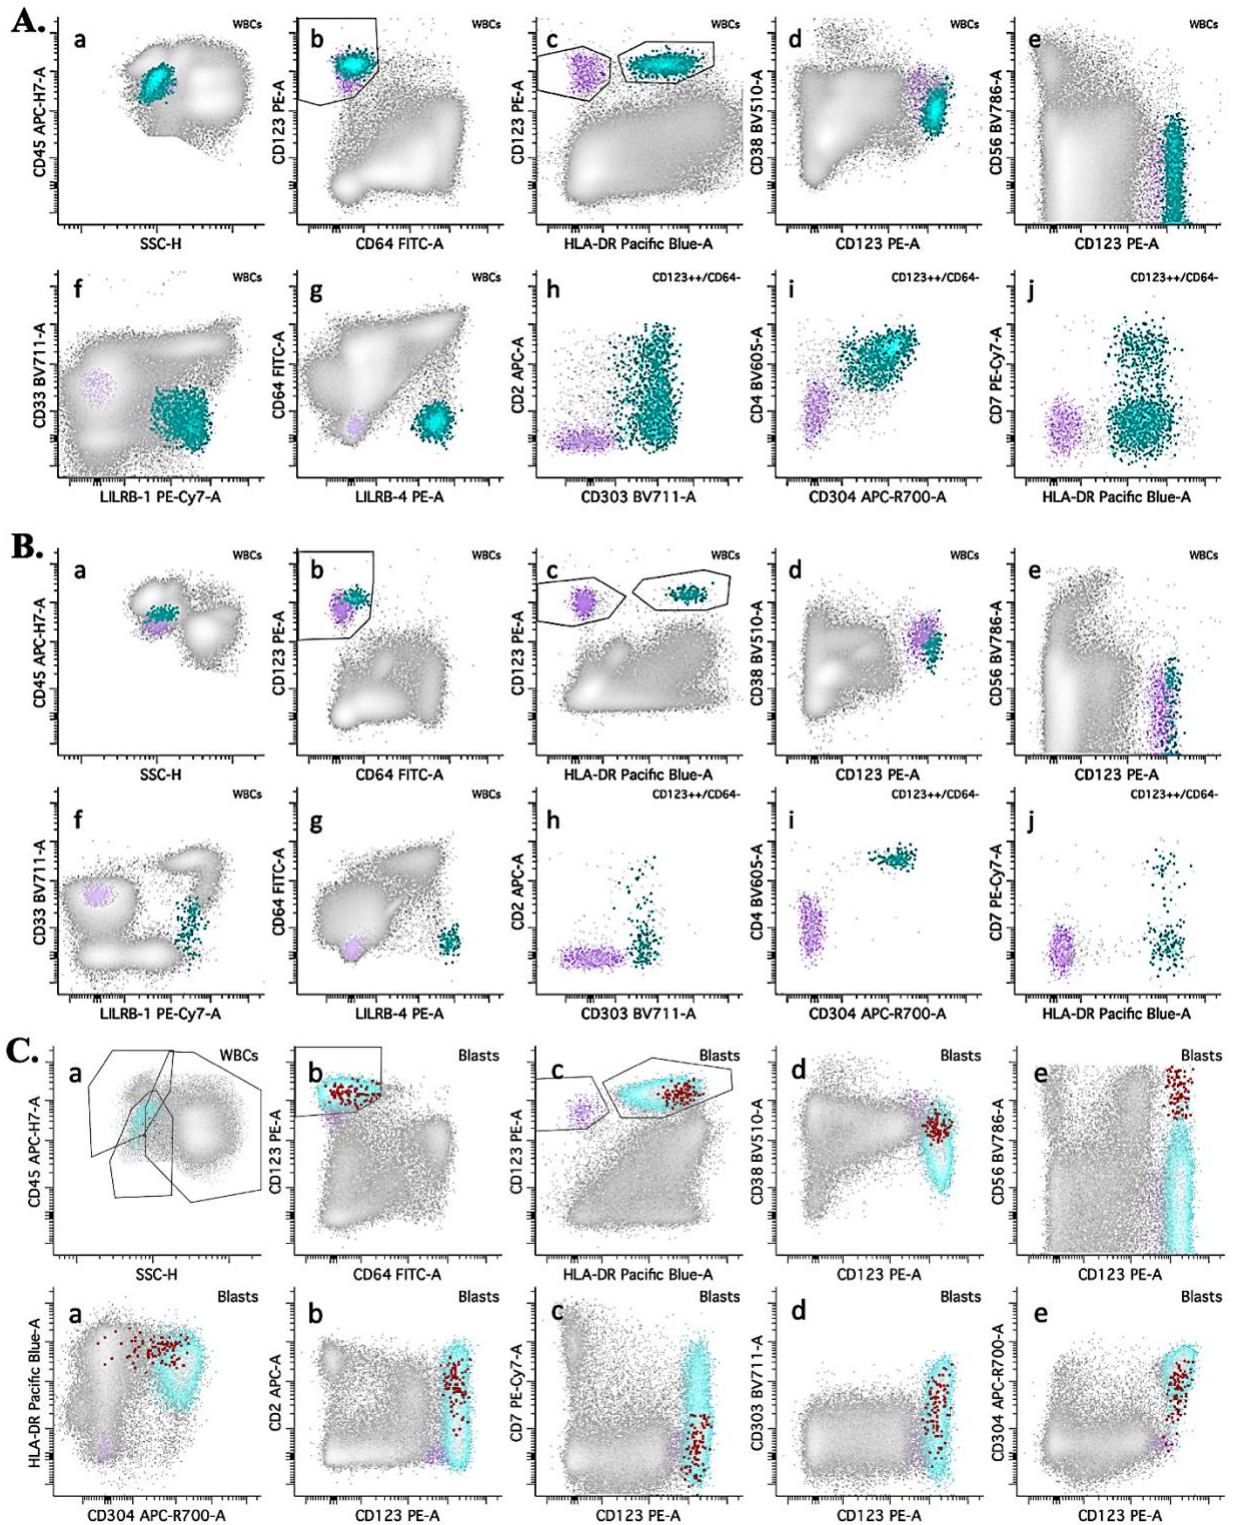 A.
a
WBCs
CD45 APC-H7-A
SSC-H
b
WBCs
CD123 PE-A
CD64 FITC-A
c
WBCs
CD123 PE-A
HLA-DR Pacific Blue-A
d
WBCs
CD38 BV510-A
CD123 PE-A
e
WBCs
CD56 BV786-A
CD123 PE-A
f
WBCs
CD33 BV711-A
LILRB-1 PE-Cy7-A
g
WBCs
CD64 FITC-A
LILRB-4 PE-A
h
CD123++/CD64-
CD2 APC-A
CD303 BV711-A
i
CD123++/CD64-
CD4 BV605-A
CD304 APC-R700-A
j
CD123++/CD64-
CD7 PE-Cy7-A
HLA-DR Pacific Blue-A
B.
a
WBCs
CD45 APC-H7-A
SSC-H
b
WBCs
CD123 PE-A
CD64 FITC-A
c
WBCs
CD123 PE-A
HLA-DR Pacific Blue-A
d
WBCs
CD38 BV510-A
CD123 PE-A
e
WBCs
CD56 BV786-A
CD123 PE-A
f
WBCs
CD33 BV711-A
LILRB-1 PE-Cy7-A
g
WBCs
CD64 FITC-A
LILRB-4 PE-A
h
CD123++/CD64-
CD2 APC-A
CD303 BV711-A
i
CD123++/CD64-
CD4 BV605-A
CD304 APC-R700-A
j
CD123++/CD64-
CD7 PE-Cy7-A
HLA-DR Pacific Blue-A
C.
a
WBCs
CD45 APC-H7-A
SSC-H
b
Blasts
CD123 PE-A
CD64 FITC-A
c
Blasts
CD123 PE-A
HLA-DR Pacific Blue-A
d
Blasts
CD38 BV510-A
CD123 PE-A
e
Blasts
CD56 BV786-A
CD123 PE-A
a
Blasts
HLA-DR Pacific Blue-A
CD304 APC-R700-A
b
Blasts
CD2 APC-A
CD123 PE-A
c
Blasts
CD7 PE-Cy7-A
CD123 PE-A
d
Blasts
CD303 BV711-A
CD123 PE-A
e
Blasts
CD304 APC-R700-A
CD123 PE-A